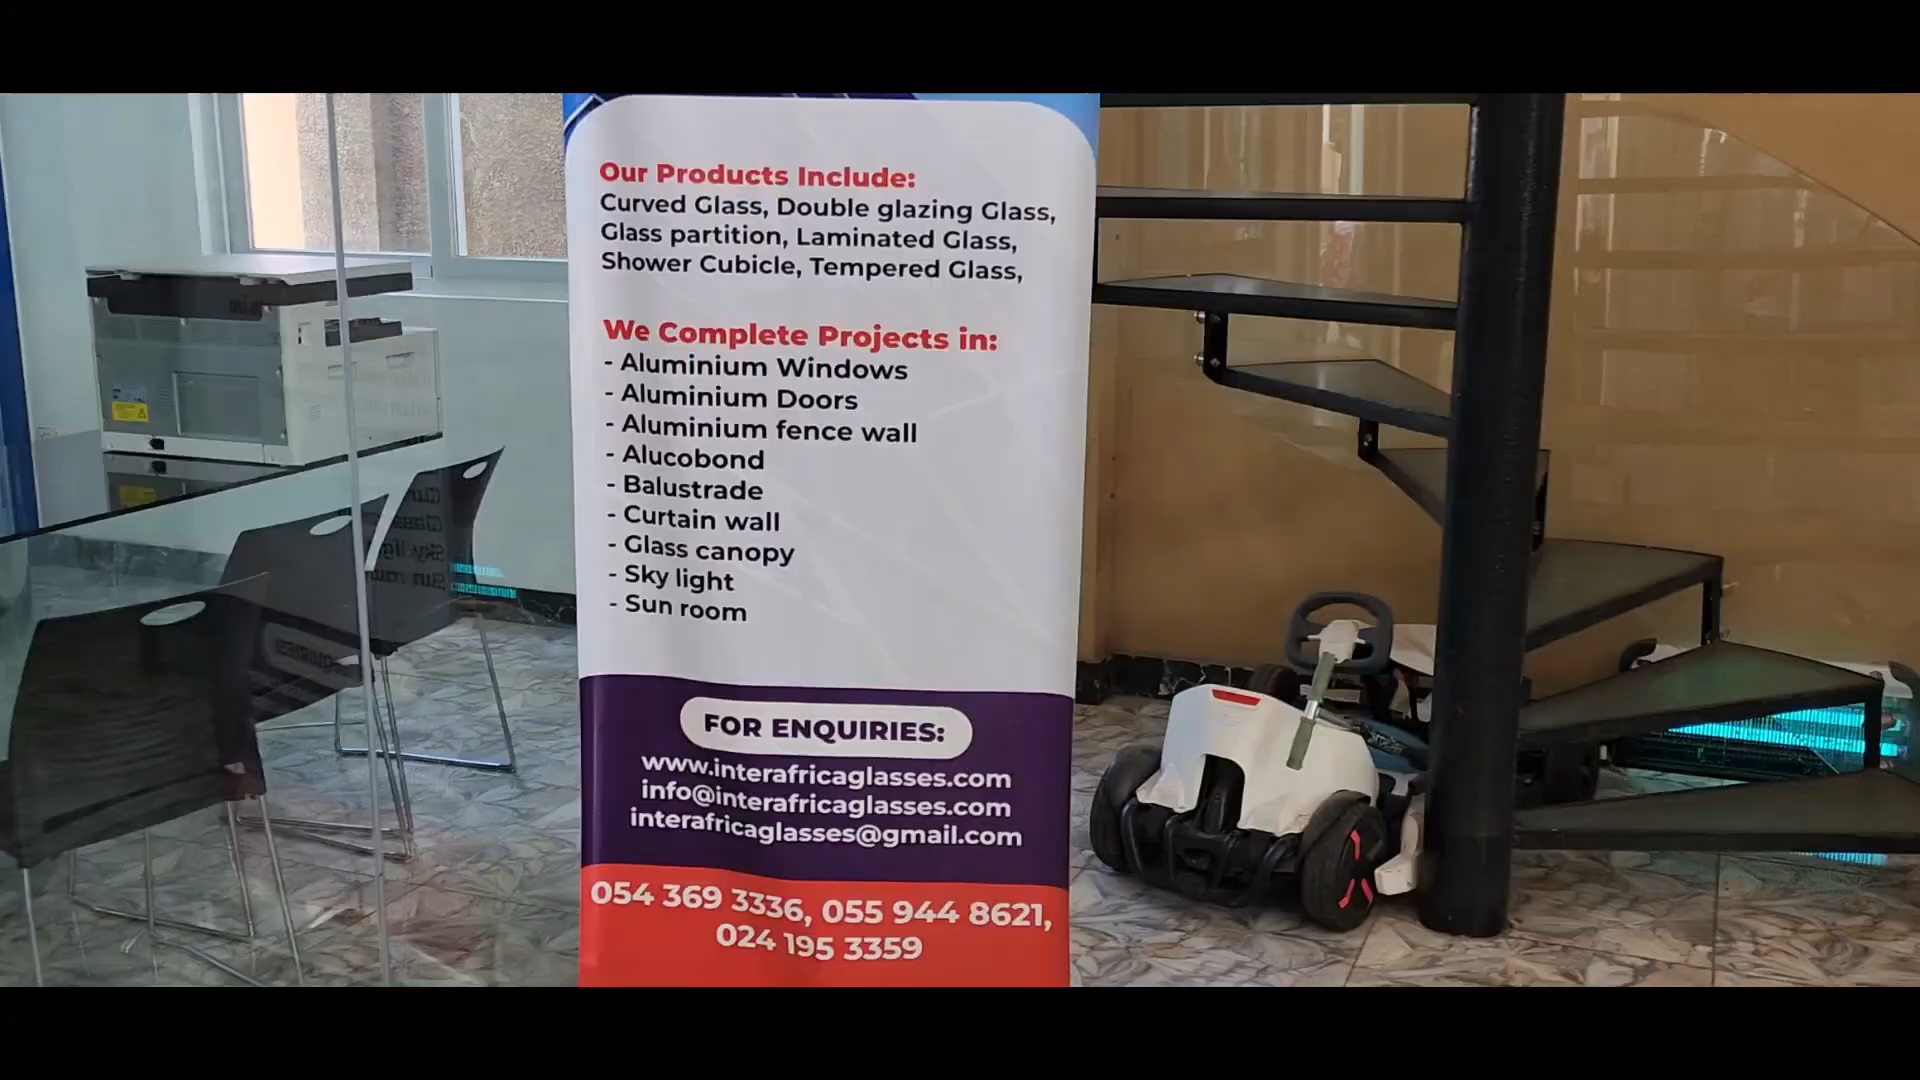 Our Products Include:
Curved Glass, Double glazing Glass,
Glass partition, Laminated Glass,
Shower Cubicle, Tempered Glass,
We Complete Projects in:
- Aluminium Windows
- Aluminium Doors
- Aluminium fence wall
- Alucobond
- Balustrade
- Curtain wall
- Glass canopy
- Sky light
- Sun room
FOR ENQUIRIES:
www.interafricaglasses.com
info@interafricaglasses.com
interafricaglasses@gmail.com
054 369 3336, 055 944 8621,
024 195 3359